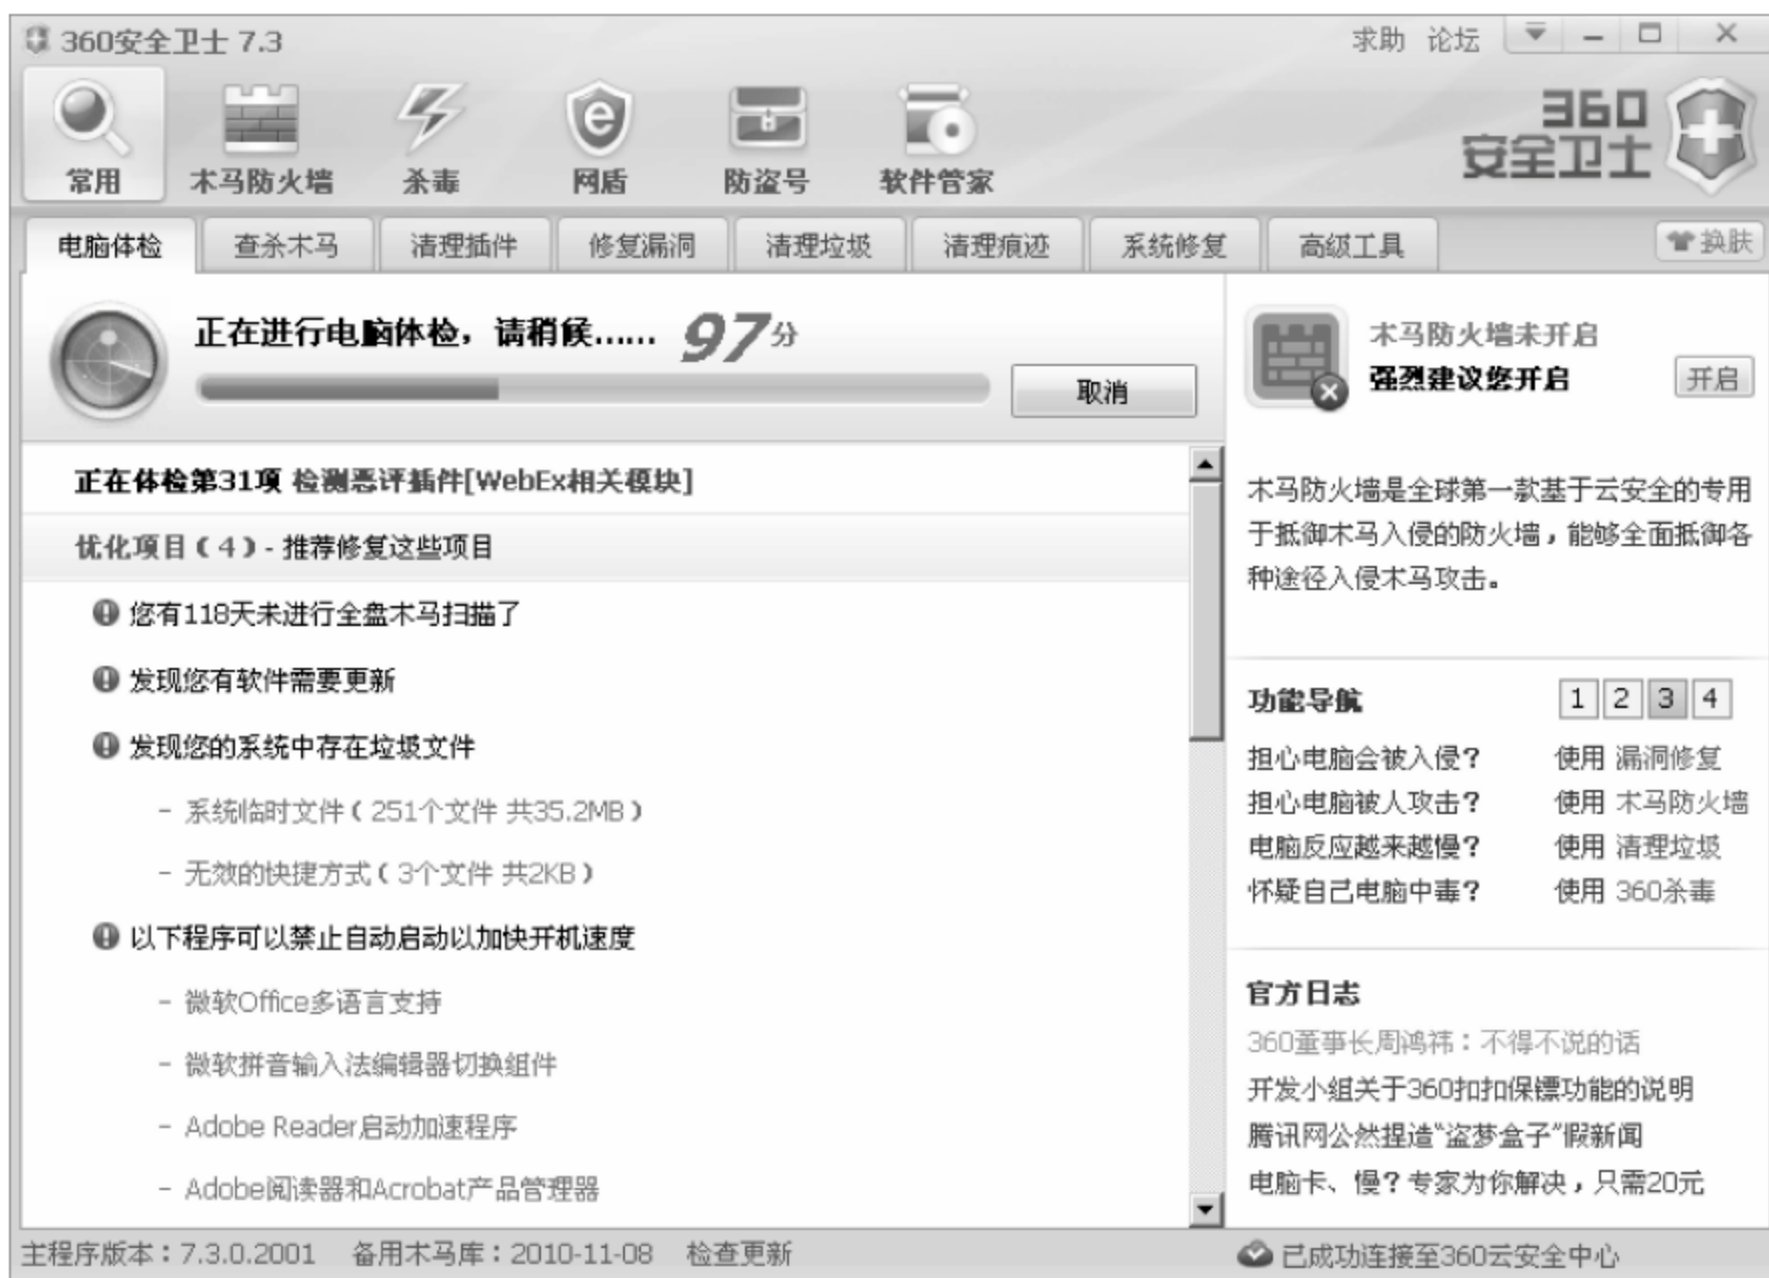 360安全卫士 7.3
求助 论坛
常用 木马防火墙 杀毒 网盾 防盗号 软件管家
360
安全卫士
电脑体检 查杀木马 清理插件 修复漏洞 清理垃圾 清理痕迹 系统修复 高级工具 换肤
正在进行电脑体检，请稍候…… 97分
取消
正在体检第31项 检测恶评插件[WebEx相关模块]
优化项目（4）- 推荐修复这些项目
您有118天未进行全盘木马扫描了
发现您有软件需要更新
发现您的系统中存在垃圾文件
- 系统临时文件（251个文件 共35.2MB）
- 无效的快捷方式（3个文件 共2KB）
以下程序可以禁止自动启动以加快开机速度
- 微软Office多语言支持
- 微软拼音输入法编辑器切换组件
- Adobe Reader启动加速程序
- Adobe阅读器和Acrobat产品管理器
木马防火墙未开启
强烈建议您开启 开启
木马防火墙是全球第一款基于云安全的专用
于抵御木马入侵的防火墙，能够全面抵御各
种途径入侵木马攻击。
功能导航 1 2 3 4
担心电脑会被入侵？ 使用 漏洞修复
担心电脑被人攻击？ 使用 木马防火墙
电脑反应越来越慢？ 使用 清理垃圾
怀疑自己电脑中毒？ 使用 360杀毒
官方日志
360董事长周鸿祎：不得不说的话
开发小组关于360扣扣保镖功能的说明
腾讯网公然捏造“盗梦盒子”假新闻
电脑卡、慢？专家为你解决，只需20元
主程序版本：7.3.0.2001 备用木马库：2010-11-08 检查更新
已成功连接至360云安全中心